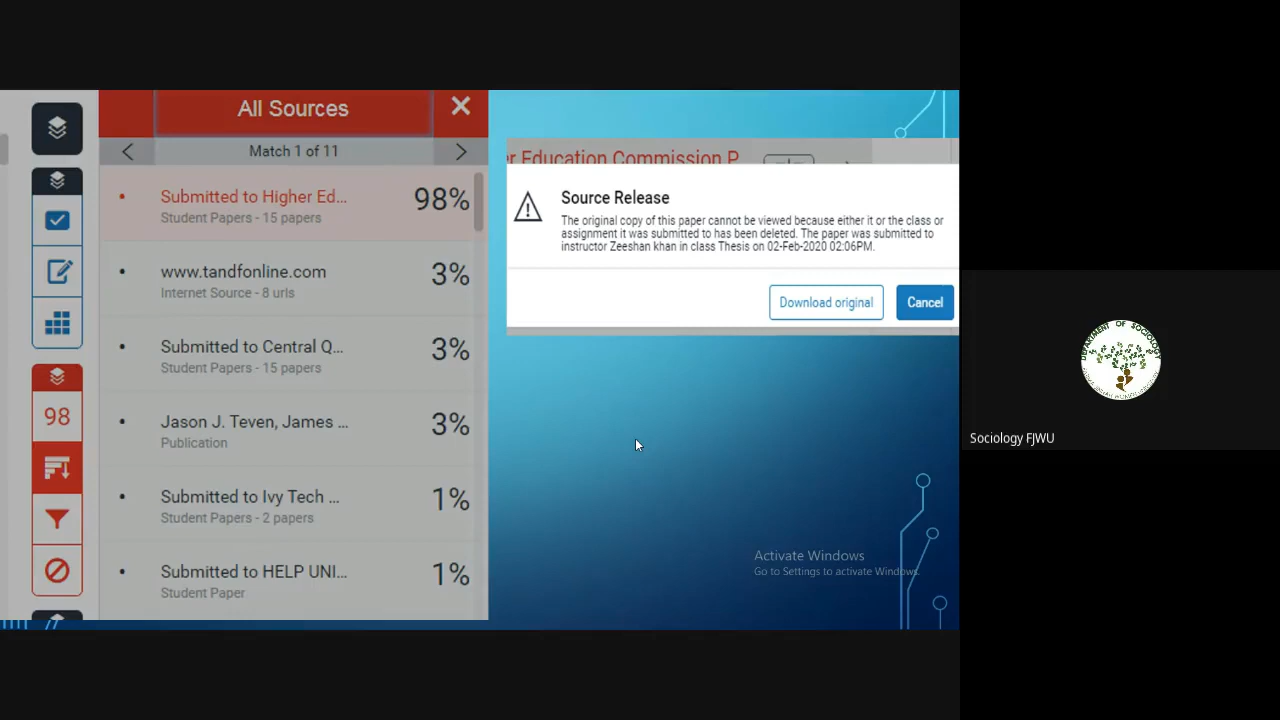 All Sources
Match 1 of 11
Submitted to Higher Ed...
98%
Student Papers - 15 papers
www.tandfonline.com
3%
Internet Source - 8 urls
Submitted to Central Q...
3%
Student Papers - 15 papers
Jason J. Teven, James ...
3%
Publication
Submitted to Ivy Tech ...
1%
Student Papers - 2 papers
Submitted to HELP UNI...
1%
Student Paper
98
r Education Commission P
Source Release
The original copy of this paper cannot be viewed because either it or the class or
assignment it was submitted to has been deleted. The paper was submitted to
instructor Zeeshan khan in class Thesis on 02-Feb-2020 02:06PM.
Download original
Cancel
Activate Windows
Go to Settings to activate Windows.
DEPARTMENT OF SOCIOLOGY
Sociology FJWU